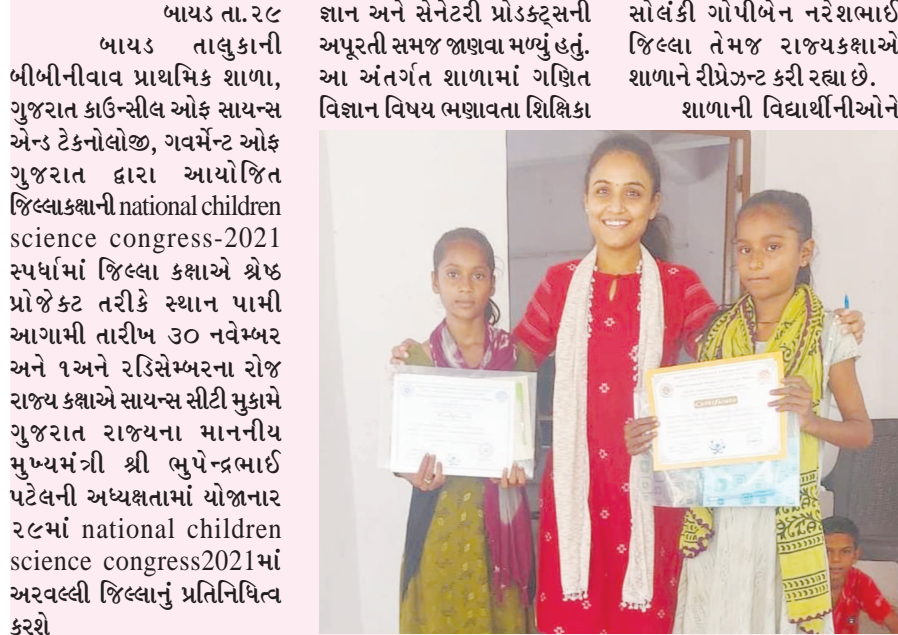 બાયડ તા.૨૯
બાયડ તાલુકાની
બીબીનીવાવ પ્રાથમિક શાળા,
ગુજરાત કાઉન્સીલ ઓફ સાયન્સ
એન્ડ ટેકનોલોજી, ગવર્મેન્ટ ઓફ
ગુજરાત દ્વારા આયોજિત
જિલ્લાકક્ષાની national children
science congress-2021
સ્પર્ધામાં જિલ્લા કક્ષાએ શ્રેષ્ઠ
પ્રોજેક્ટ તરીકે સ્થાન પામી
આગામી તારીખ ૩૦ નવેમ્બર
અને ૧અને ૨ડિસેમ્બરના રોજ
રાજ્ય કક્ષાએ સાયન્સ સીટી મુકામે
ગુજરાત રાજ્યના માનનીય
મુખ્યમંત્રી શ્રી ભુપેન્દ્રભાઈ
પટેલની અધ્યક્ષતામાં યોજાનાર
૨૯માં national children
science congress2021માં
અરવલ્લી જિલ્લાનું પ્રતિનિધિત્વ
કરશે
જ્ઞાન અને સેનેટરી પ્રોડક્ટ્સની
અપૂરતી સમજ જાણવા મળ્યું હતું.
આ અંતર્ગત શાળામાં ગણિત
વિજ્ઞાન વિષય ભણાવતા શિક્ષિકા
સોલંકી ગોપીબેન નરેશભાઈ
જિલ્લા તેમજ રાજ્યકક્ષાએ
શાળાને રીપ્રેઝન્ટ કરી રહ્યા છે.
શાળાની વિદ્યાર્થીનીઓને